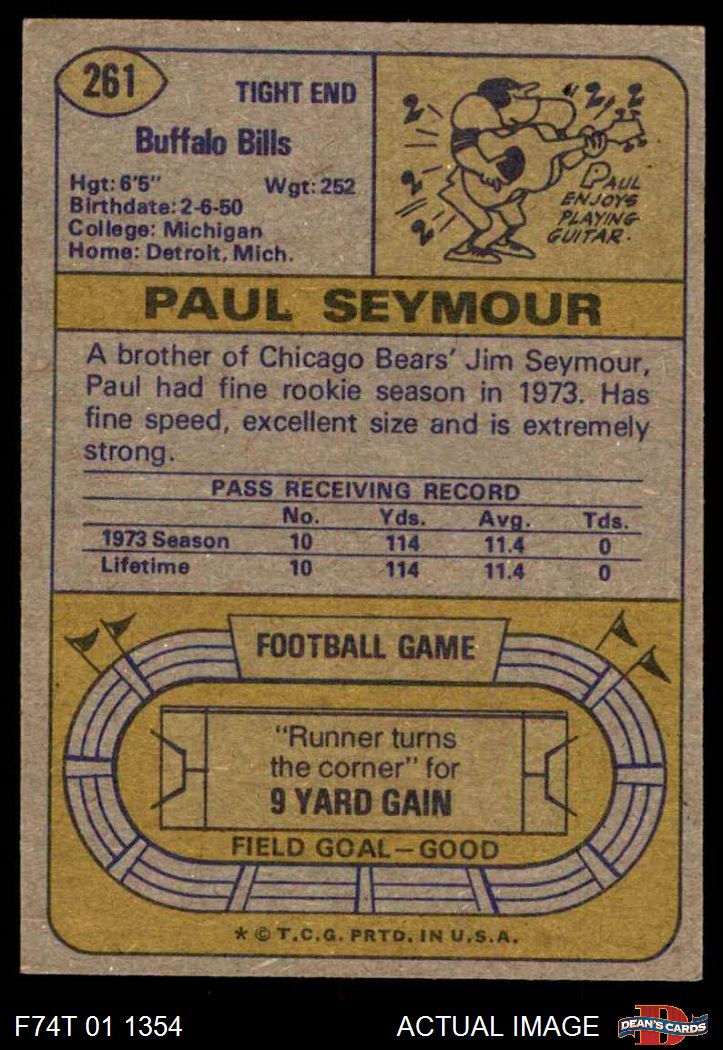 261
TIGHT END
Buffalo Bills
Hgt: 6'5" Wgt: 252
Birthdate: 2-6-50
College: Michigan
Home: Detroit, Mich.
PAUL
ENJOYS
PLAYING
GUITAR.
PAUL SEYMOUR
A brother of Chicago Bears' Jim Seymour,
Paul had fine rookie season in 1973. Has
fine speed, excellent size and is extremely
strong.
PASS RECEIVING RECORD
No. Yds. Avg. Tds.
1973 Season 10 114 11.4 0
Lifetime 10 114 11.4 0
FOOTBALL GAME
"Runner turns
the corner" for
9 YARD GAIN
FIELD GOAL—GOOD
* © T.C.G. PRTD. IN U.S.A.
F74T 01 1354 ACTUAL IMAGE
D
DEAN'S CARDS